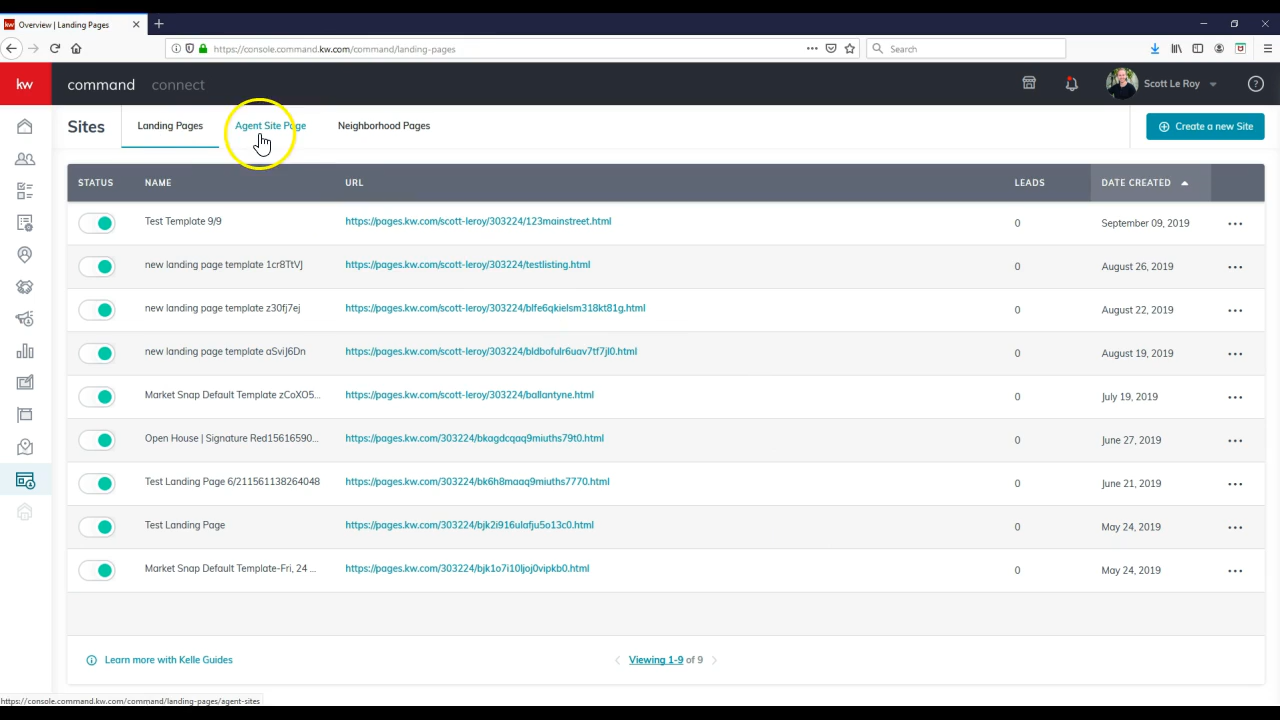 kw Overview | Landing Pages
https://console.command.kw.com/command/landing-pages
Search
kw command connect Scott Le Roy
Sites Landing Pages Agent Site Page Neighborhood Pages Create a new Site
STATUS NAME URL LEADS DATE CREATED
Test Template 9/9 https://pages.kw.com/scott-leroy/303224/123mainstreet.html 0 September 09, 2019
new landing page template 1cr8TtVJ https://pages.kw.com/scott-leroy/303224/testlisting.html 0 August 26, 2019
new landing page template z30fj7ej https://pages.kw.com/scott-leroy/303224/blfe6qkielsm318kt81g.html 0 August 22, 2019
new landing page template aSviJ6Dn https://pages.kw.com/scott-leroy/303224/bldbofulr6uav7tf7jl0.html 0 August 19, 2019
Market Snap Default Template zCoXO5... https://pages.kw.com/scott-leroy/303224/ballantyne.html 0 July 19, 2019
Open House | Signature Red15616590... https://pages.kw.com/303224/bkagdcqaq9miuths79t0.html 0 June 27, 2019
Test Landing Page 6/211561138264048 https://pages.kw.com/303224/bk6h8maaq9miuths7770.html 0 June 21, 2019
Test Landing Page https://pages.kw.com/303224/bjk2i916ulafju5o13c0.html 0 May 24, 2019
Market Snap Default Template-Fri, 24 ... https://pages.kw.com/303224/bjk1o7i10ljoj0vipkb0.html 0 May 24, 2019
Learn more with Kelle Guides Viewing 1-9 of 9
https://console.command.kw.com/command/landing-pages/agent-sites